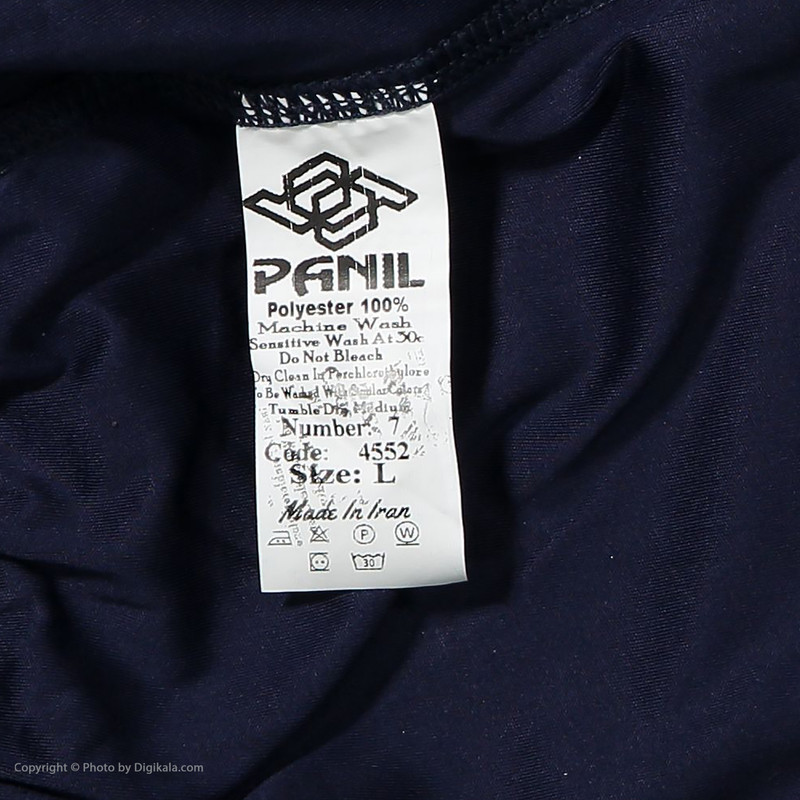 PANIL
Polyester 100%
Machine Wash
Sensitive Wash At 30c
Do Not Bleach
Dry Clean In
To Be Washed With Similar Colors
Tumble Dry, Medium
Number: 7
Code: 4552
Size: L
Made In Iran
P W
30
Copyright © Photo by Digikala.com